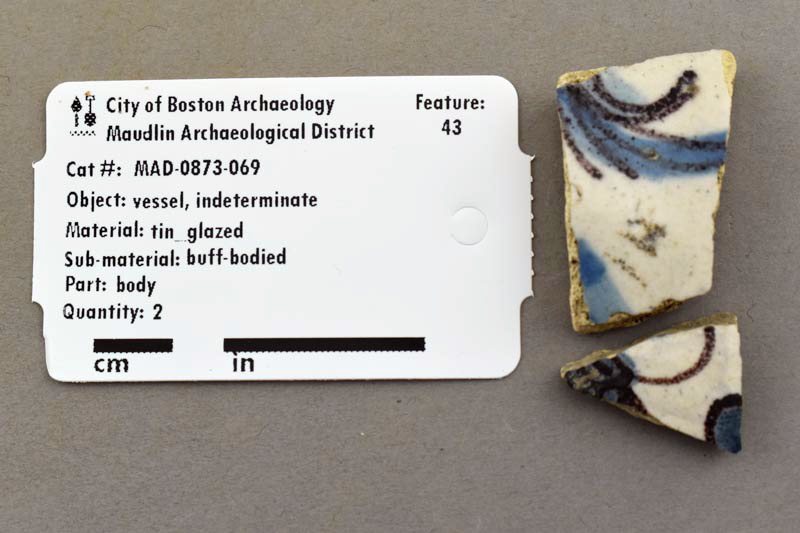 City of Boston Archaeology
Maudlin Archaeological District
Feature:
43
Cat #: MAD-0873-069
Object: vessel, indeterminate
Material: tin_glazed
Sub-material: buff-bodied
Part: body
Quantity: 2
cm
in